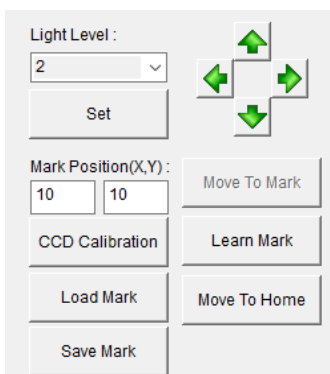 Light Level :
2
Set
Mark Position(X,Y) :
10 10
Move To Mark
CCD Calibration
Learn Mark
Load Mark
Move To Home
Save Mark